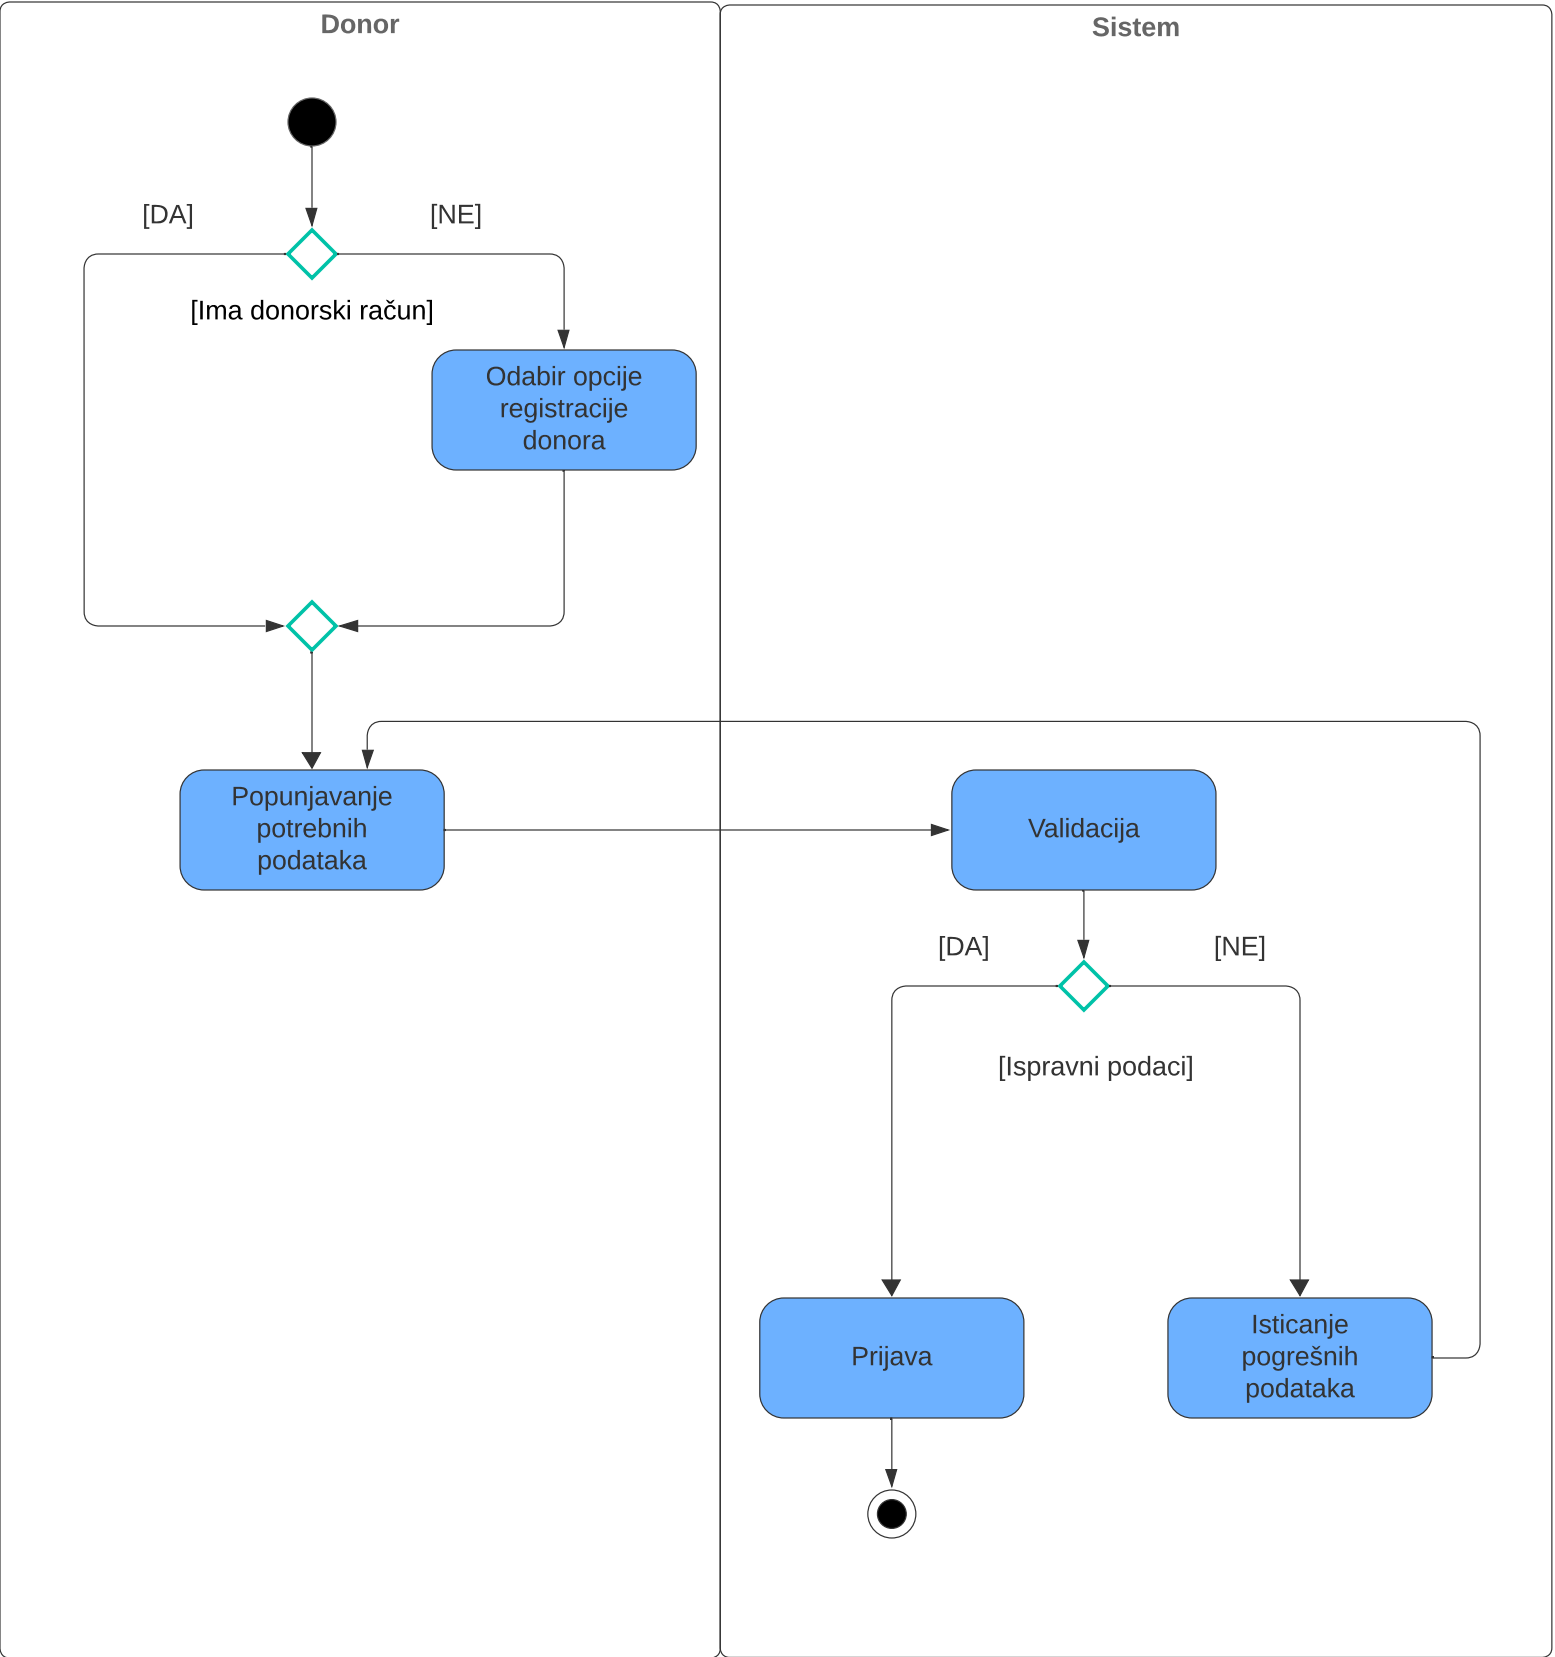 Donor
Sistem
[DA]
[NE]
[Ima donorski račun]
Odabir opcije
registracije
donora
Popunjavanje
potrebnih
podataka
Validacija
[DA]
[NE]
[Ispravni podaci]
Prijava
Isticanje
pogrešnih
podataka